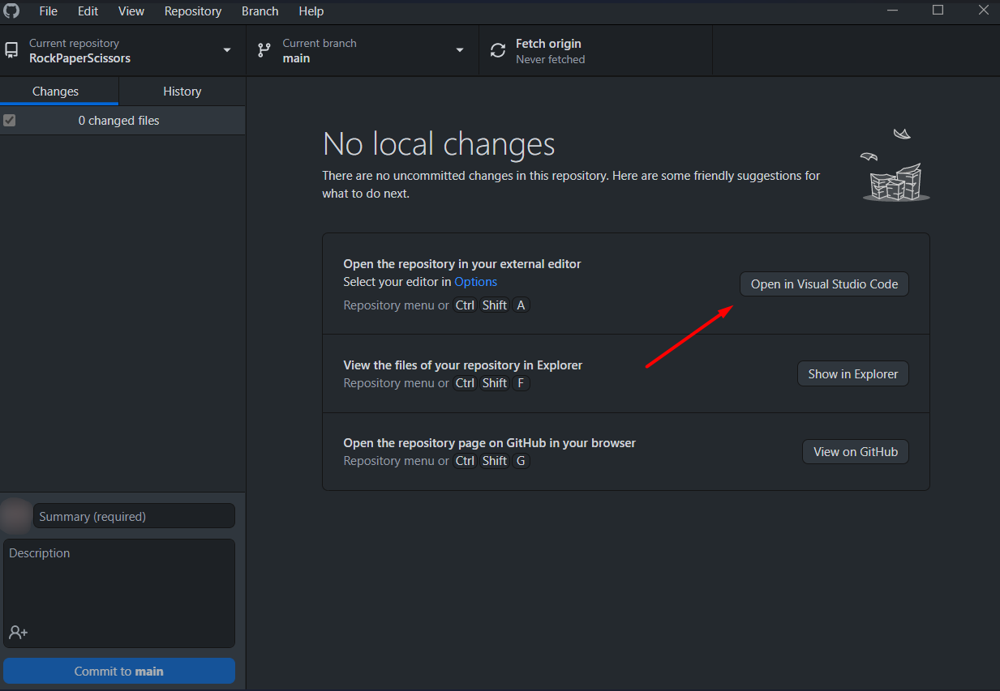 File Edit View Repository Branch Help
Current repository
RockPaperScissors
Current branch
main
Fetch origin
Never fetched
Changes
History
0 changed files
No local changes
There are no uncommitted changes in this repository. Here are some friendly suggestions for
what to do next.
Open the repository in your external editor
Select your editor in Options
Repository menu or Ctrl Shift A
Open in Visual Studio Code
View the files of your repository in Explorer
Repository menu or Ctrl Shift F
Show in Explorer
Open the repository page on GitHub in your browser
Repository menu or Ctrl Shift G
View on GitHub
Summary (required)
Description
Commit to main